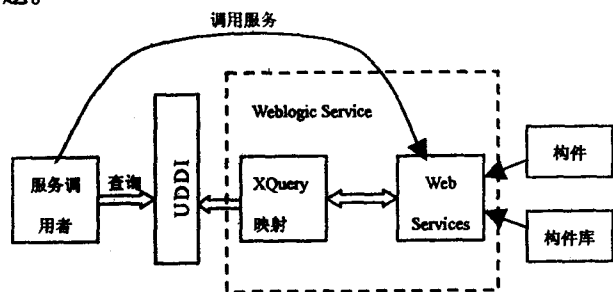 调用服务
Weblogic Service
服务调
用者
查询
UDDI
XQuery
映射
Web
Services
构件
构件库